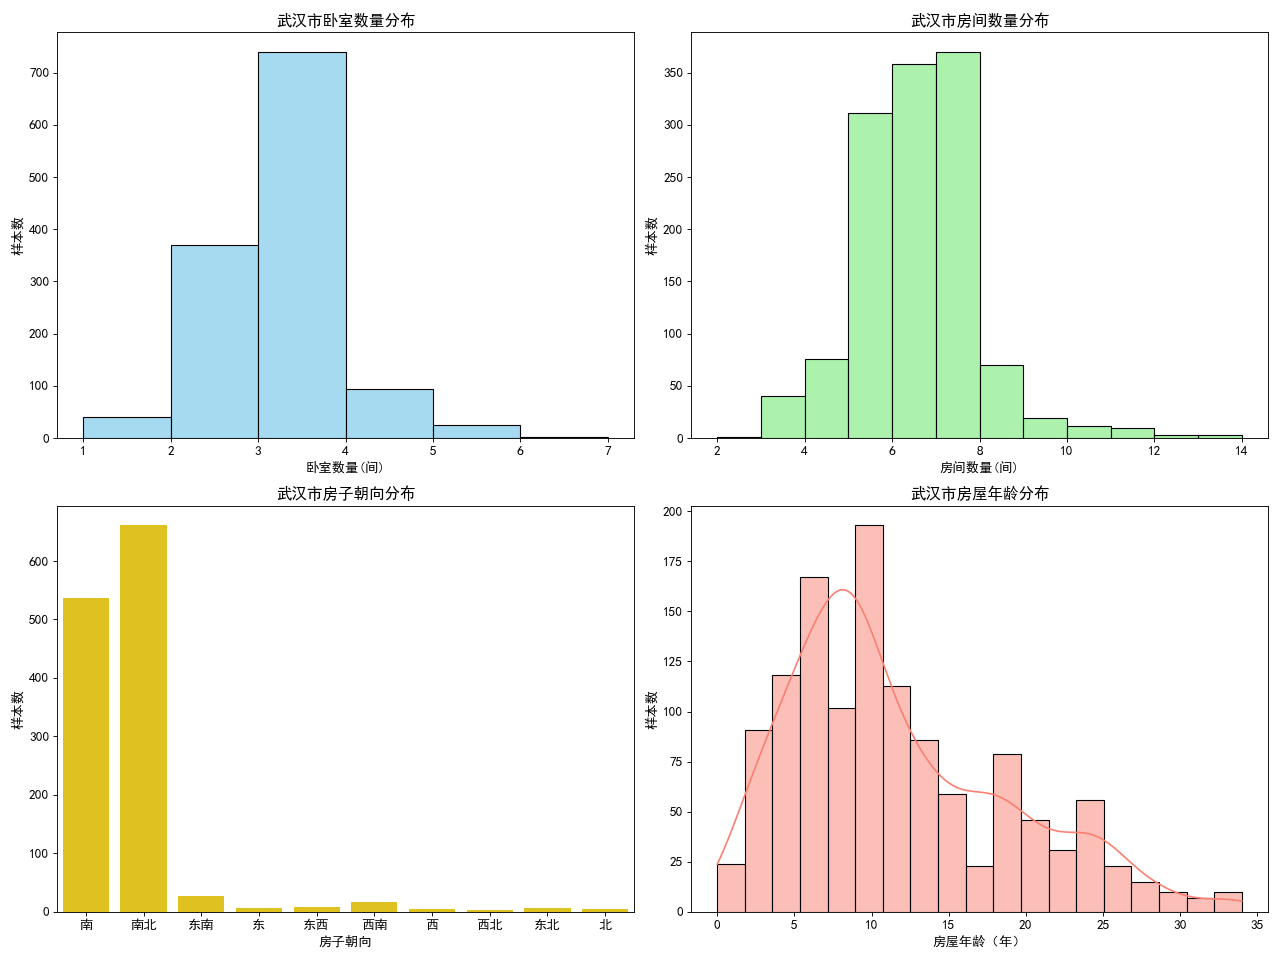 武汉市卧室数量分布
700
600
500
400
300
200
100
0
样本数
1 2 3 4 5 6 7
卧室数量(间)
武汉市房间数量分布
350
300
250
200
150
100
50
0
样本数
2 4 6 8 10 12 14
房间数量(间)
武汉市房子朝向分布
600
500
400
300
200
100
0
样本数
南 南北 东南 东 东西 西南 西 西北 东北 北
房子朝向
武汉市房屋年龄分布
200
175
150
125
100
75
50
25
0
样本数
0 5 10 15 20 25 30 35
房屋年龄（年）